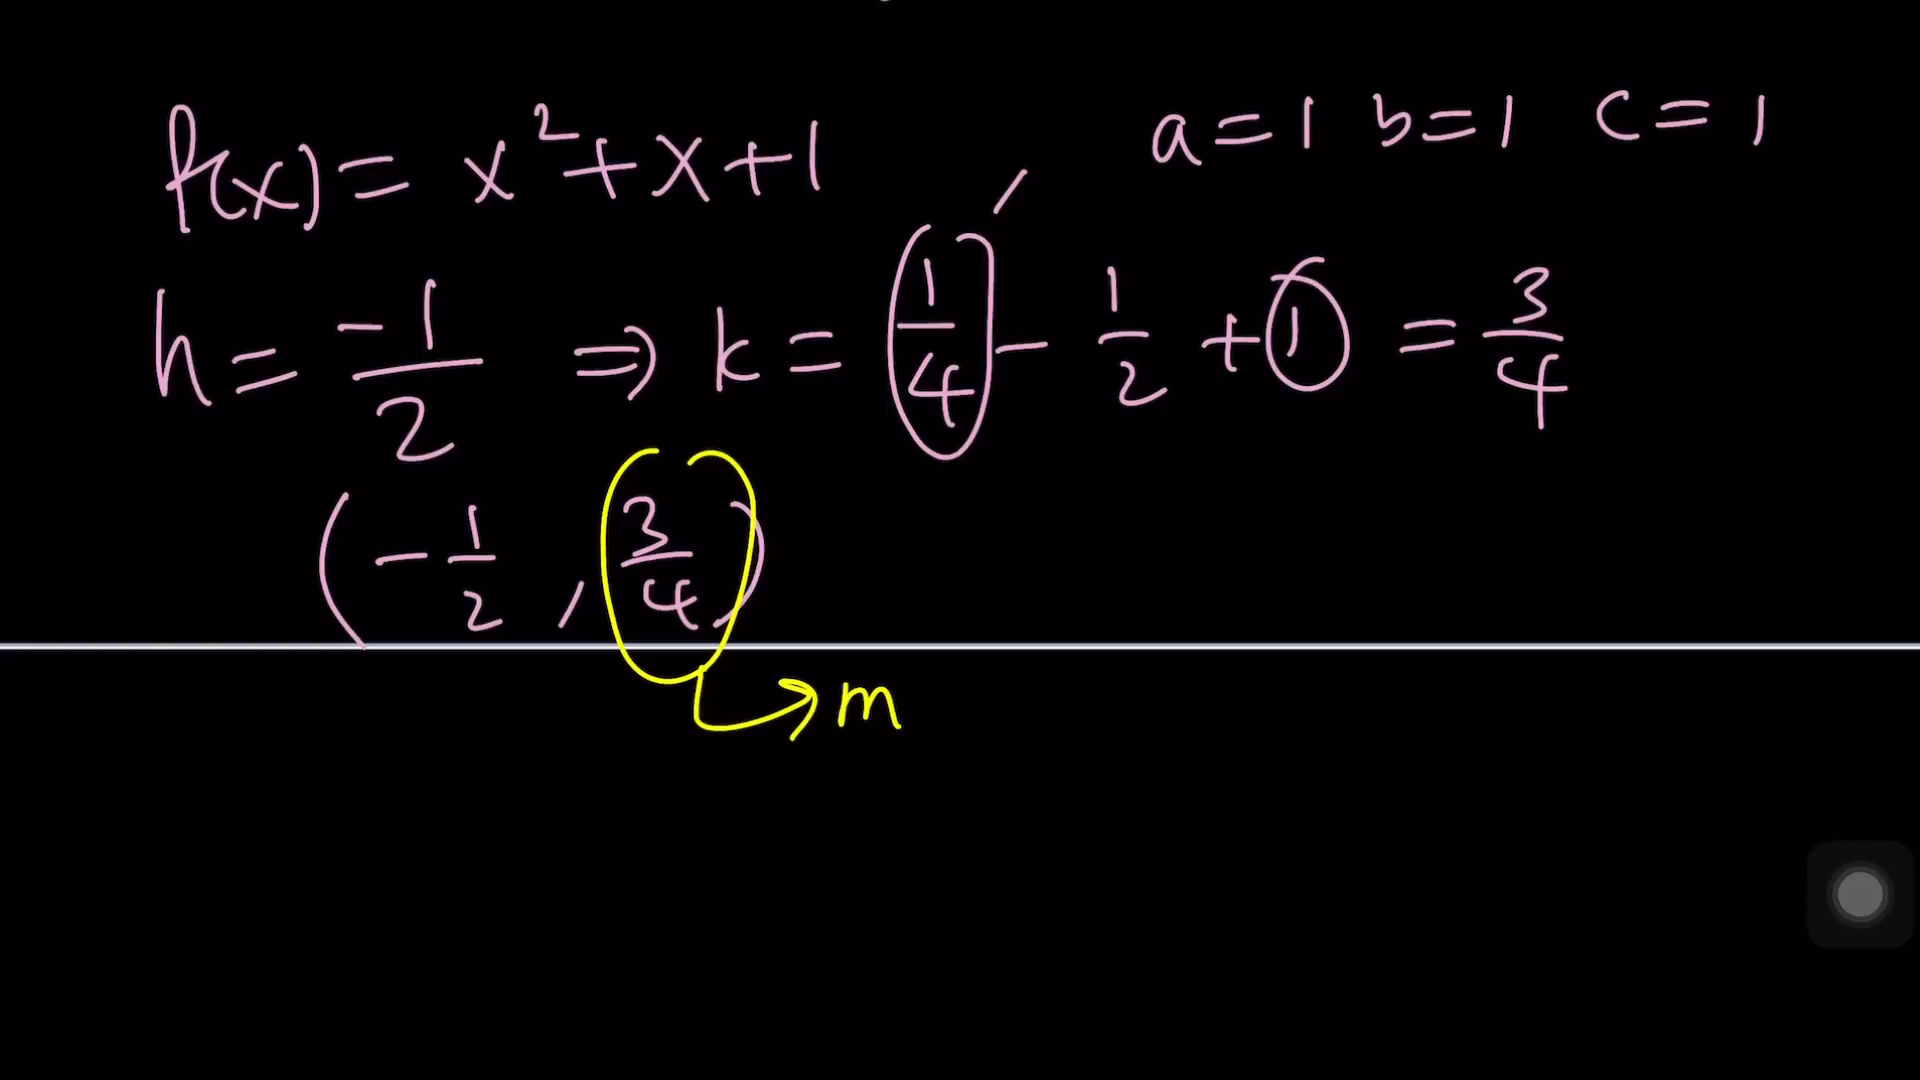 f(x) = x² + x + 1
a = 1 b = 1 c = 1
h = -1/2 ⇒ k = 1/4 - 1/2 + 1 = 3/4
(-1/2, 3/4)
m